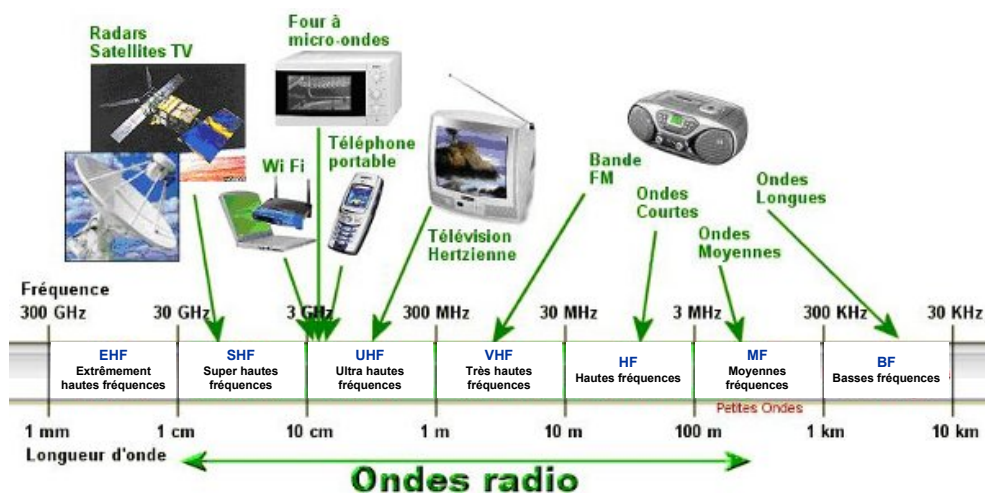 Radars
Satellites TV
Four à
micro-ondes
Wi Fi
Téléphone
portable
Télévision
Hertzienne
Bande
FM
Ondes
Courtes
Ondes
Moyennes
Ondes
Longues
Fréquence
300 GHz 30 GHz 3 GHz 300 MHz 30 MHz 3 MHz 300 KHz 30 KHz
EHF
Extrêmement
hautes fréquences
SHF
Super hautes
fréquences
UHF
Ultra hautes
fréquences
VHF
Très hautes
fréquences
HF
Hautes fréquences
MF
Moyennes
fréquences
BF
Basses fréquences
Petites Ondes
1 mm 1 cm 10 cm 1 m 10 m 100 m 1 km 10 km
Longueur d'onde
Ondes radio